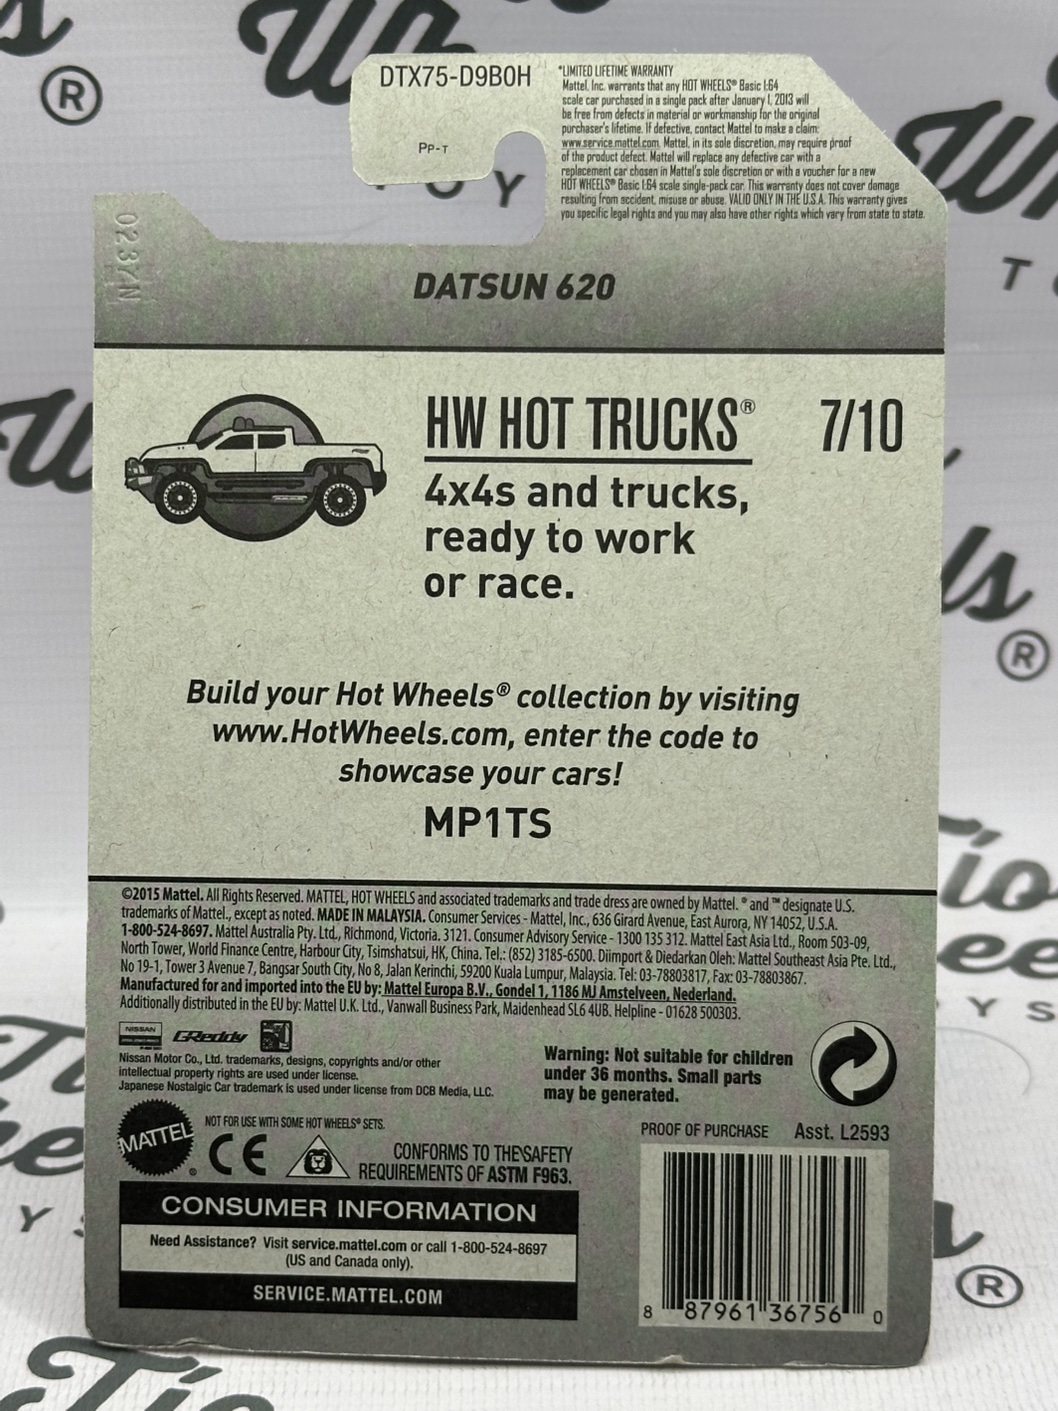 DTX75-D9B0H
PP-T
*LIMITED LIFETIME WARRANTY
Mattel, Inc. warrants that any HOT WHEELS® Basic 1:64
scale car purchased in a single pack after January 1, 2013 will
be free from defects in material or workmanship for the original
purchaser's lifetime. If defective, contact Mattel to make a claim:
www.service.mattel.com. Mattel, in its sole discretion, may require proof
of the product defect. Mattel will replace any defective car with a
replacement car chosen in Mattel's sole discretion or with a voucher for a new
HOT WHEELS® Basic 1:64 scale single-pack car. This warranty does not cover damage
resulting from accident, misuse or abuse. VALID ONLY IN THE U.S.A. This warranty gives
you specific legal rights and you may also have other rights which vary from state to state.
DATSUN 620
HW HOT TRUCKS® 7/10
4x4s and trucks,
ready to work
or race.
Build your Hot Wheels® collection by visiting
www.HotWheels.com, enter the code to
showcase your cars!
MP1TS
©2015 Mattel. All Rights Reserved. MATTEL, HOT WHEELS and associated trademarks and trade dress are owned by Mattel. ® and ™ designate U.S.
trademarks of Mattel., except as noted. MADE IN MALAYSIA. Consumer Services - Mattel, Inc., 636 Girard Avenue, East Aurora, NY 14052, U.S.A.
1-800-524-8697. Mattel Australia Pty. Ltd., Richmond, Victoria. 3121. Consumer Advisory Service - 1300 135 312. Mattel East Asia Ltd., Room 503-09,
North Tower, World Finance Centre, Harbour City, Tsimshatsui, HK, China. Tel.: (852) 3185-6500. Diimport & Diedarkan Oleh: Mattel Southeast Asia Pte. Ltd.,
No 19-1, Tower 3 Avenue 7, Bangsar South City, No 8, Jalan Kerinchi, 59200 Kuala Lumpur, Malaysia. Tel: 03-78803817, Fax: 03-78803867.
Manufactured for and imported into the EU by: Mattel Europa B.V., Gondel 1, 1186 MJ Amstelveen, Nederland.
Additionally distributed in the EU by: Mattel U.K. Ltd., Vanwall Business Park, Maidenhead SL6 4UB. Helpline - 01628 500303.
NISSAN GReddy
Nissan Motor Co., Ltd. trademarks, designs, copyrights and/or other
intellectual property rights are used under license.
Japanese Nostalgic Car trademark is used under license from DCB Media, LLC.
Warning: Not suitable for children
under 36 months. Small parts
may be generated.
MATTEL®
NOT FOR USE WITH SOME HOT WHEELS® SETS.
CE
CONFORMS TO THE SAFETY
REQUIREMENTS OF ASTM F963.
PROOF OF PURCHASE Asst. L2593
CONSUMER INFORMATION
Need Assistance? Visit service.mattel.com or call 1-800-524-8697
(US and Canada only).
SERVICE.MATTEL.COM
8 87961 36756 0